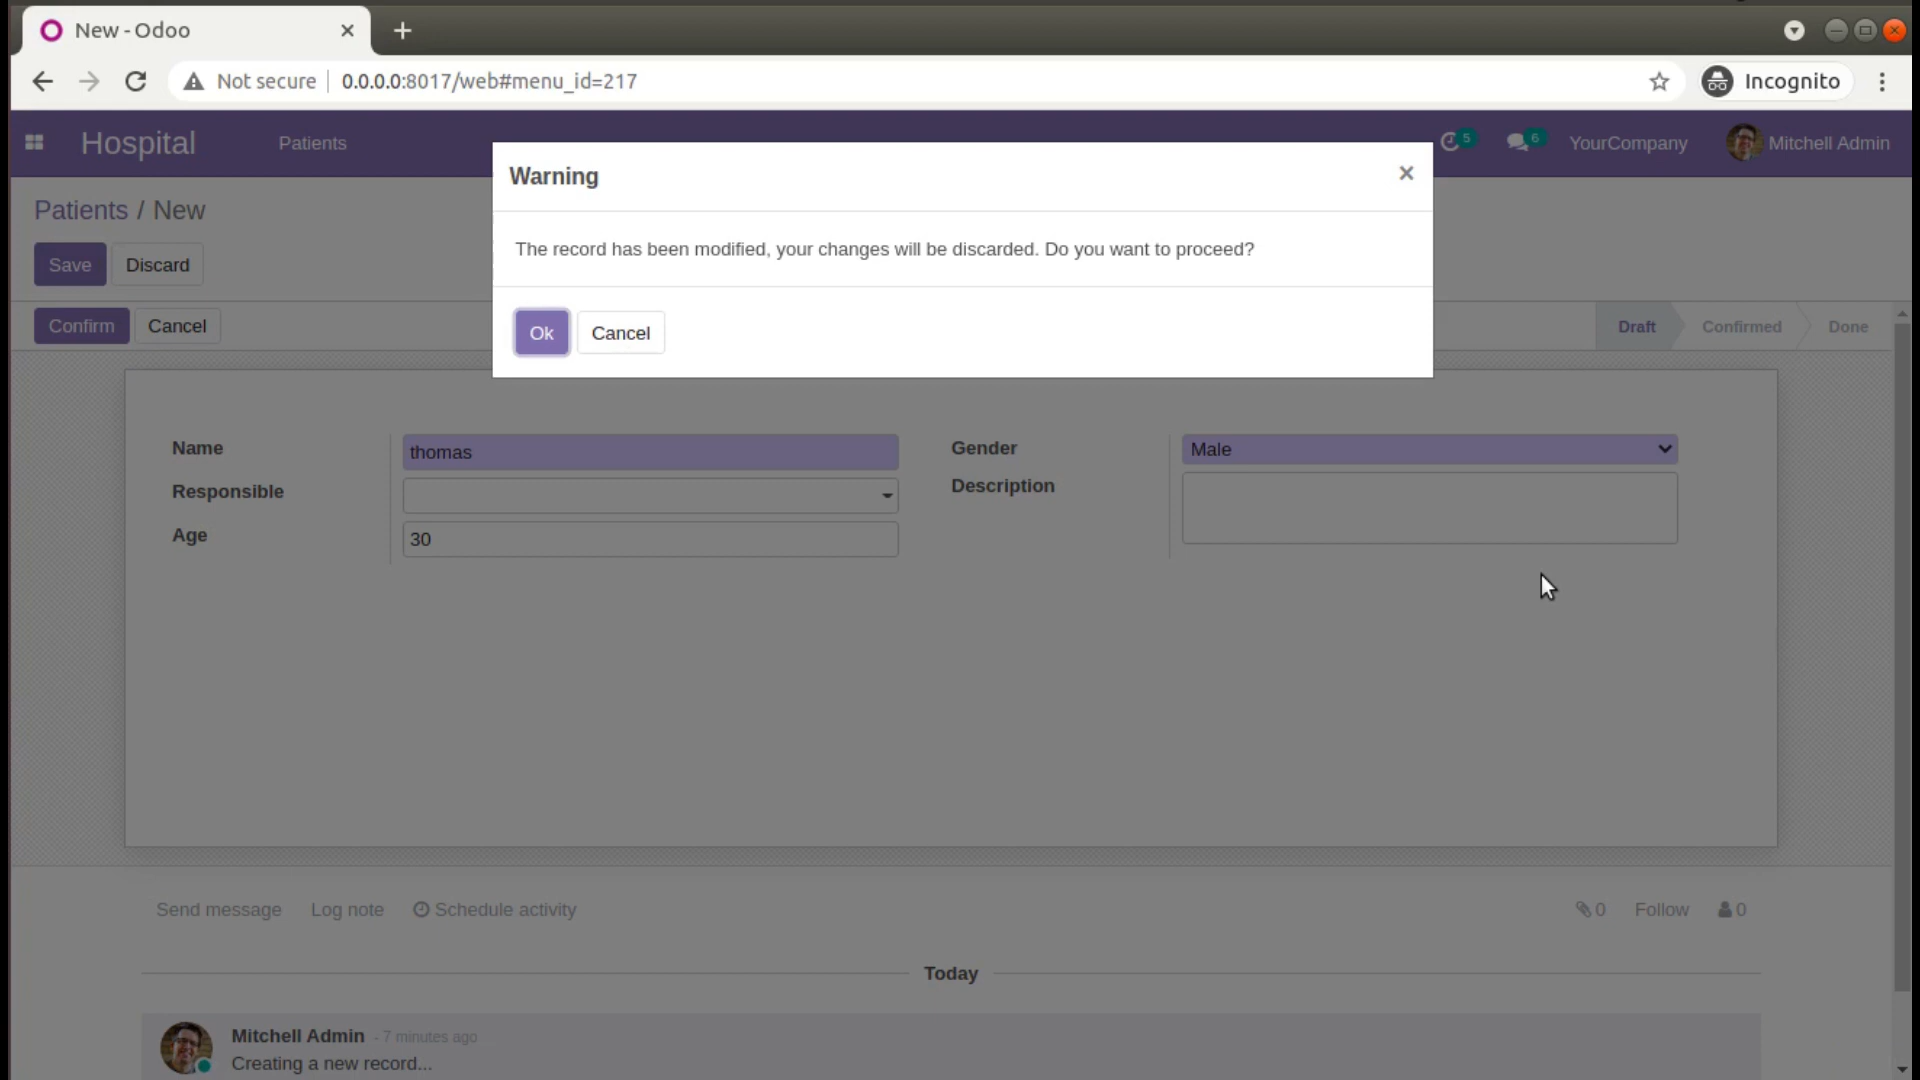 New - Odoo
Not secure 0.0.0.0:8017/web#menu_id=217 Incognito
Hospital Patients 5 6 YourCompany Mitchell Admin
Warning
Patients / New
The record has been modified, your changes will be discarded. Do you want to proceed?
Save Discard
Confirm Cancel Ok Cancel Draft Confirmed Done
Name thomas Gender Male
Responsible Description
Age 30
Send message Log note Schedule activity 0 Follow 0
Today
Mitchell Admin - 7 minutes ago
Creating a new record...